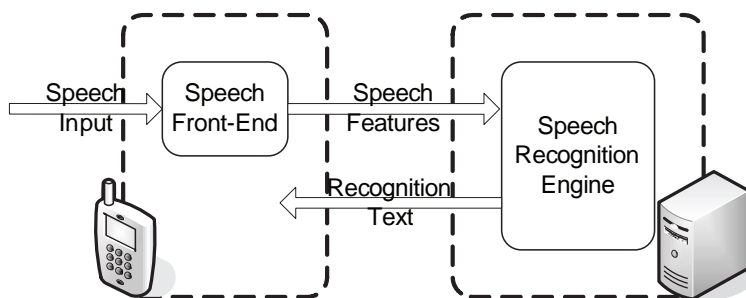 Speech
Input
Speech
Front-End
Speech
Features
Speech
Recognition
Engine
Recognition
Text